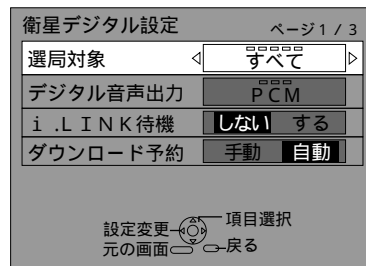 衛星デジタル設定 ページ1 / 3
選局対象 すべて
デジタル音声出力 PCM
i .LINK待機 しない する
ダウンロード予約 手動 自動
設定変更 項目選択
元の画面 戻る